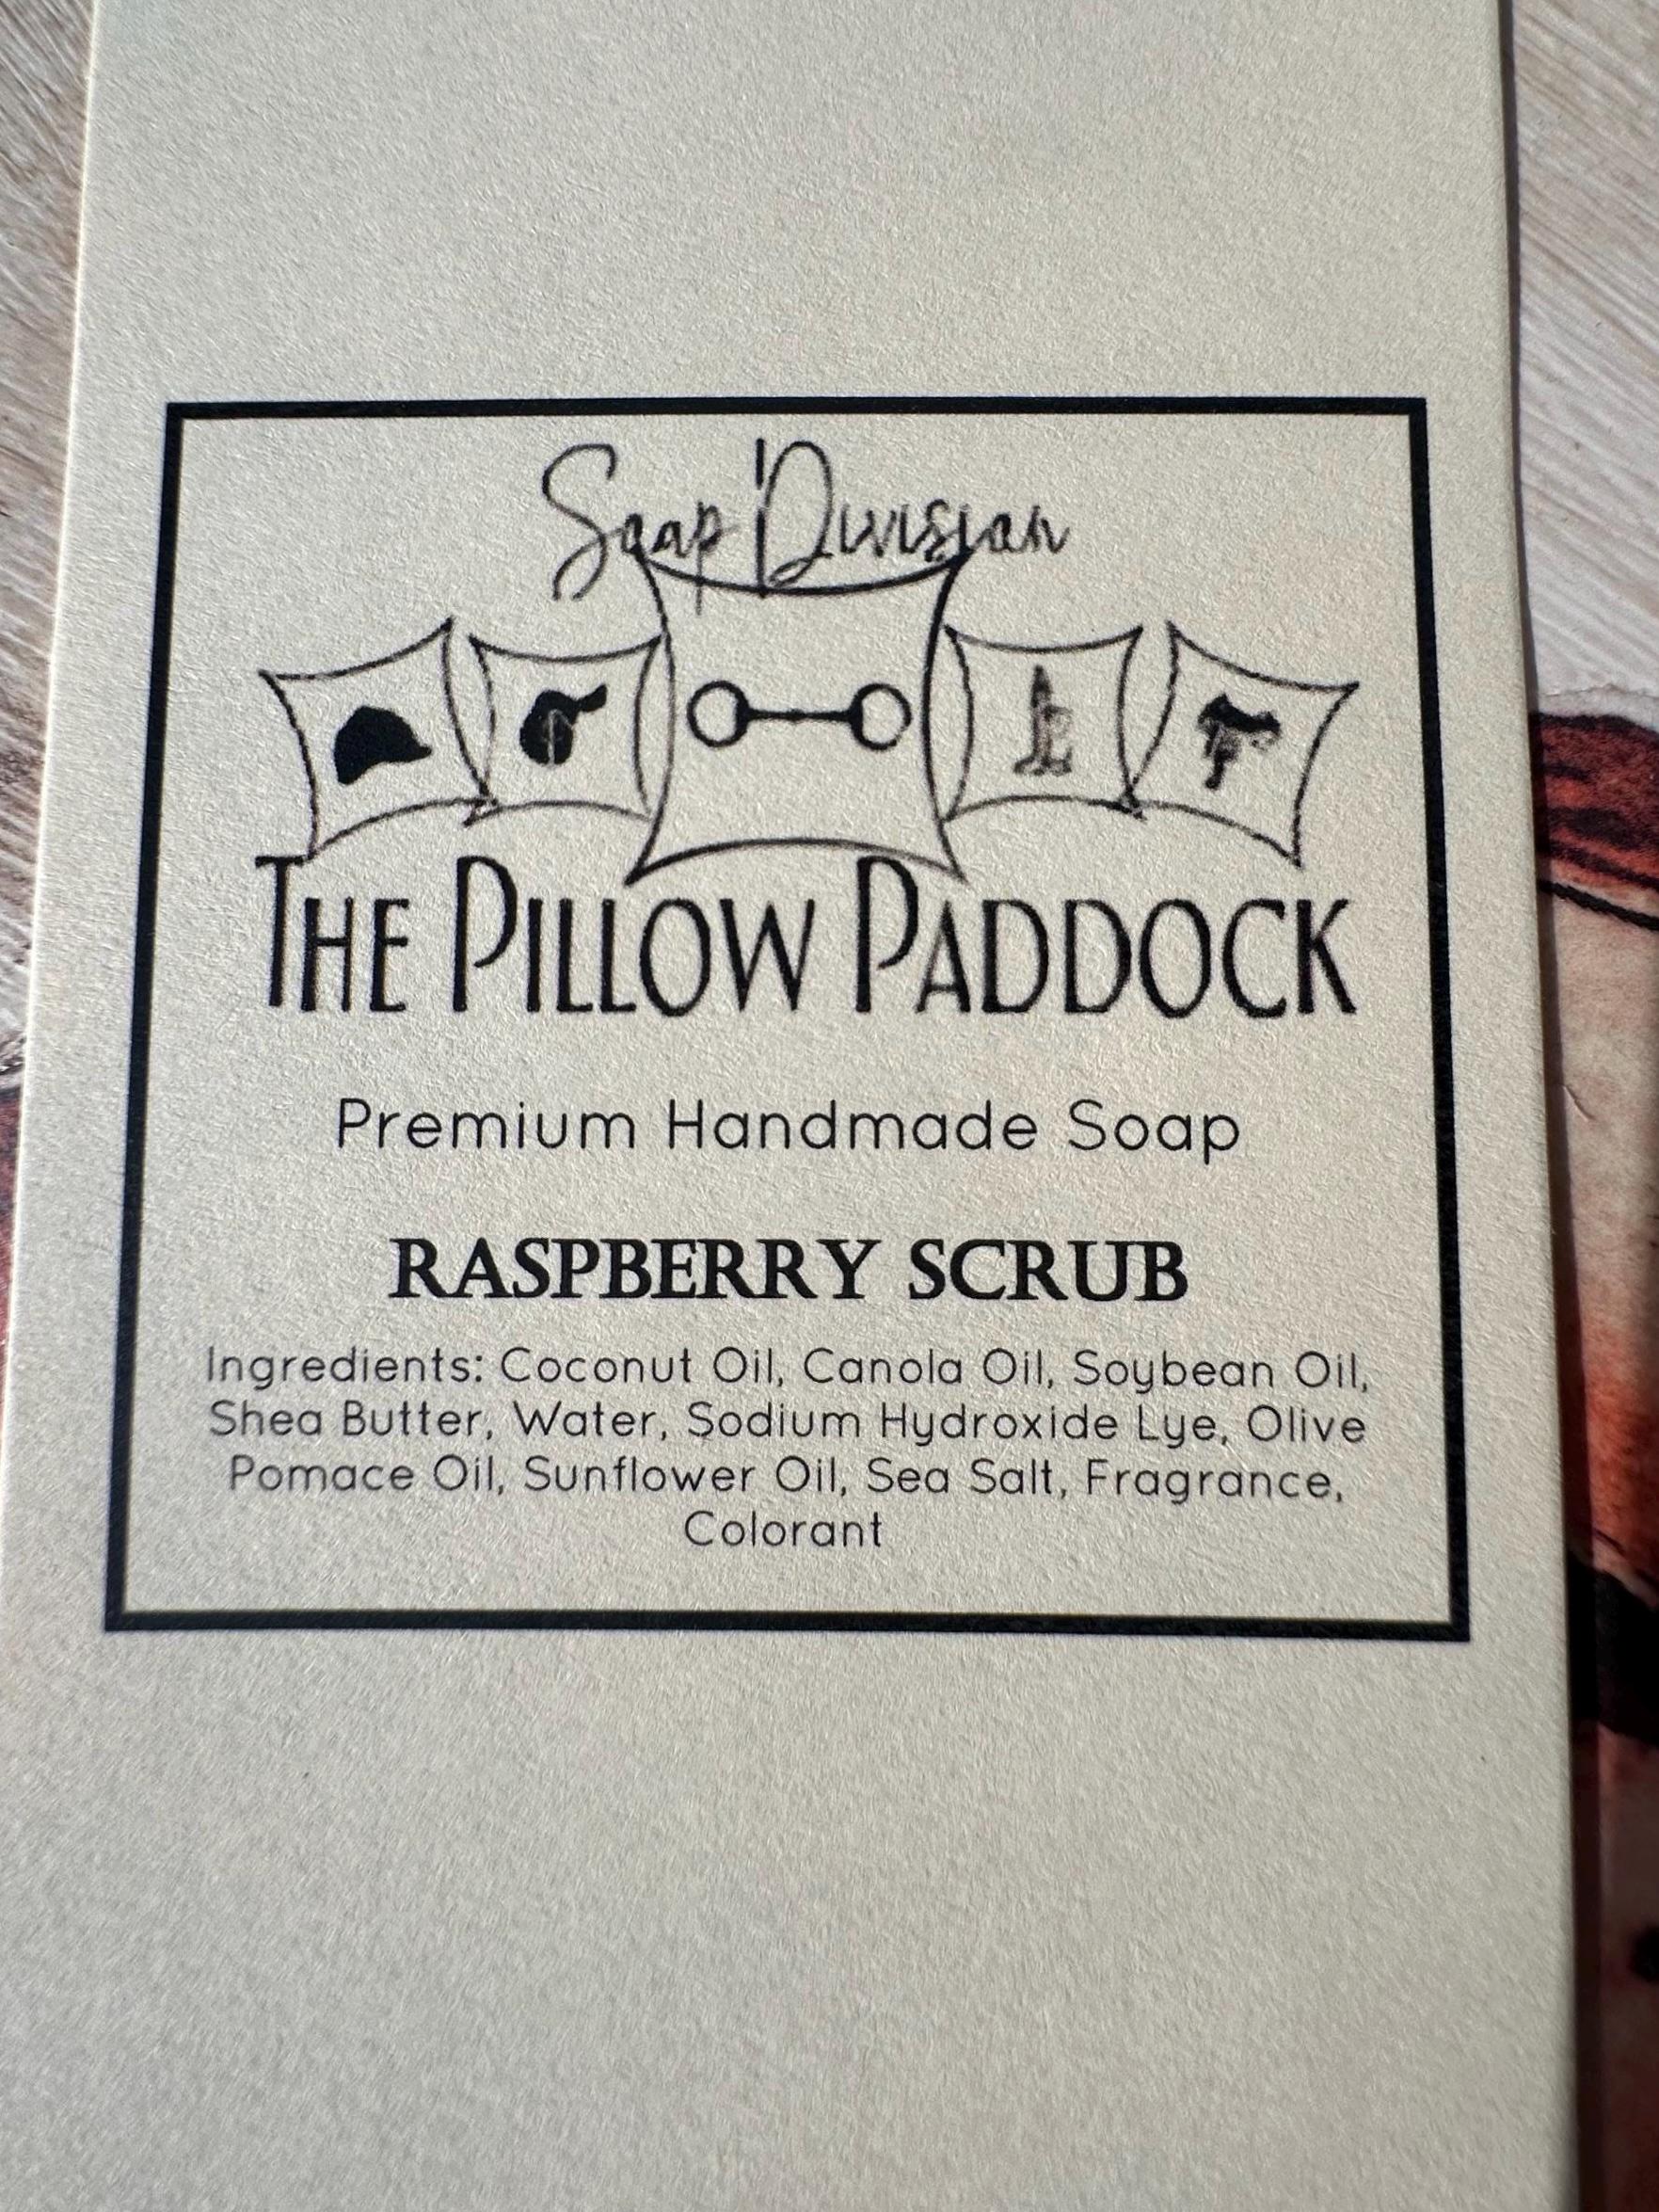 Soap Division
THE PILLOW PADDOCK
Premium Handmade Soap
RASPBERRY SCRUB
Ingredients: Coconut Oil, Canola Oil, Soybean Oil,
Shea Butter, Water, Sodium Hydroxide Lye, Olive
Pomace Oil, Sunflower Oil, Sea Salt, Fragrance,
Colorant